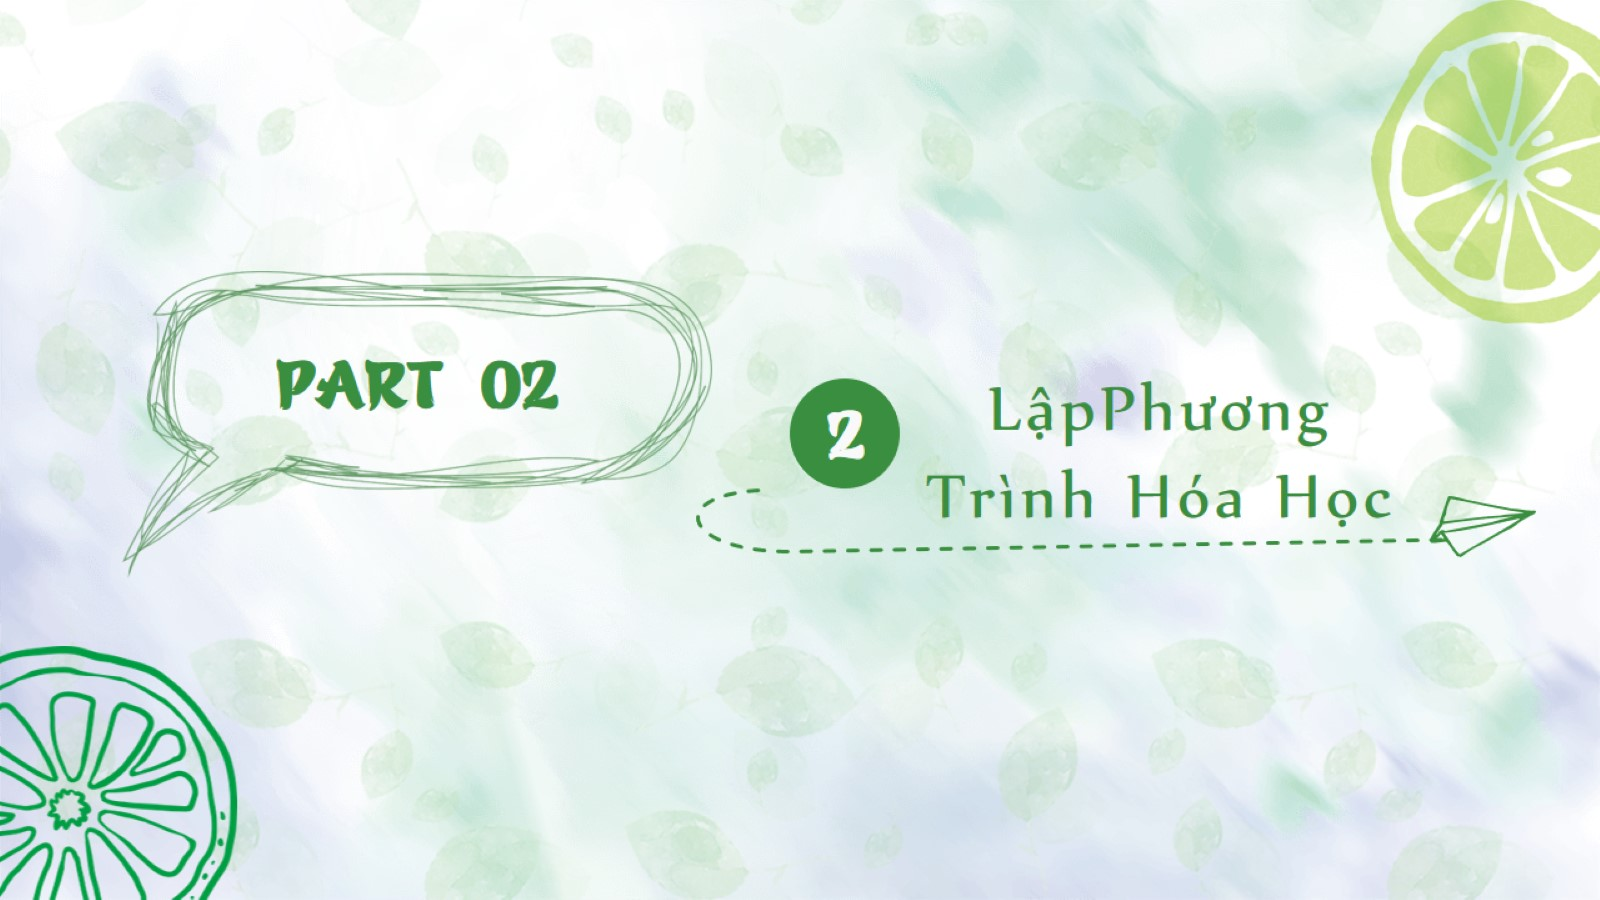 PART 02
2
LậpPhương
Trình Hóa Học